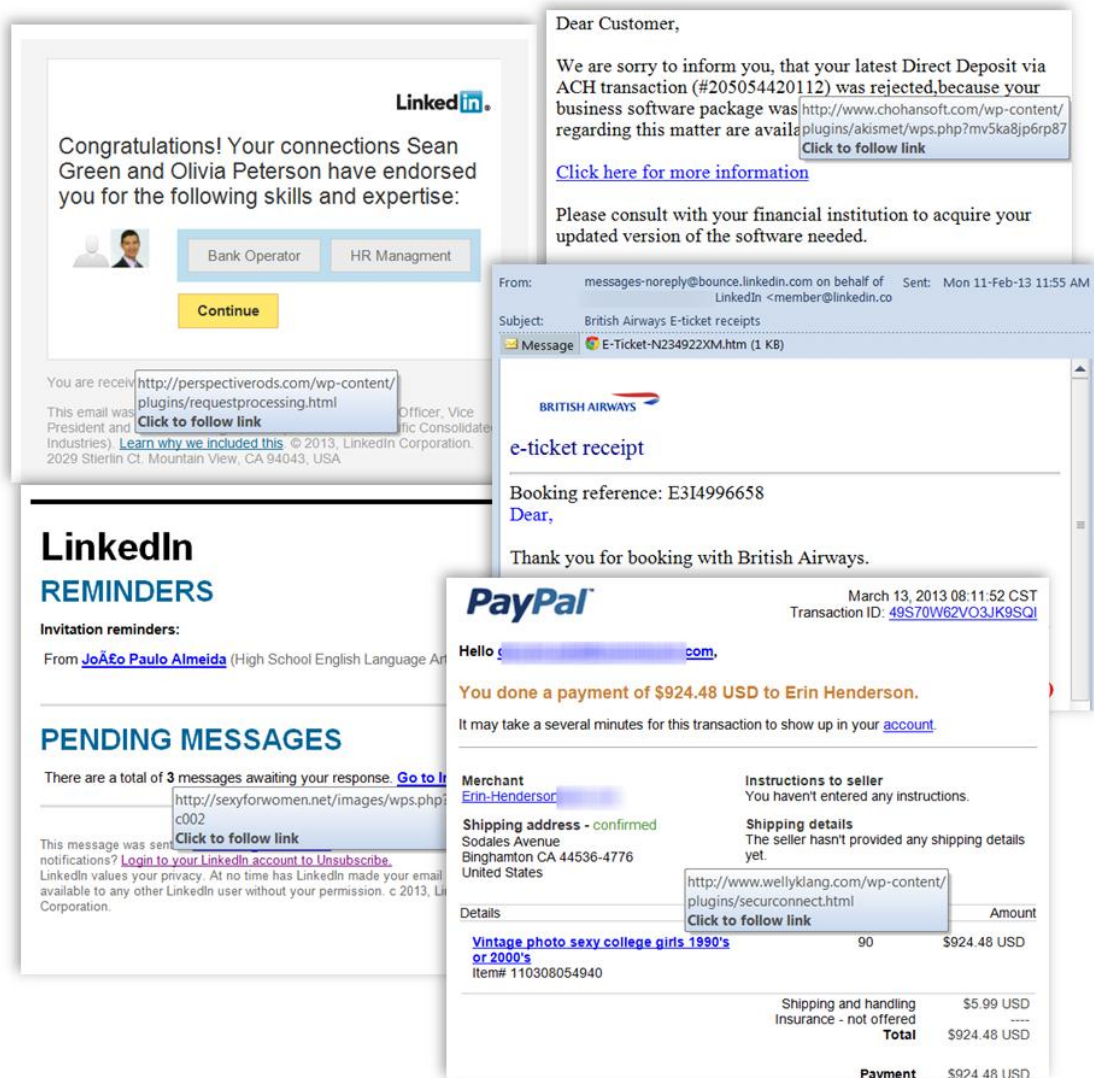 Linked in.
Congratulations! Your connections Sean
Green and Olivia Peterson have endorsed
you for the following skills and expertise:
Bank Operator HR Managment
Continue
You are receiv
http://perspectiverods.com/wp-content/
plugins/requestprocessing.html
Click to follow link
This email was Officer, Vice
President and fic Consolidate
Industries). Learn why we included this. © 2013, LinkedIn Corporation.
2029 Stierlin Ct. Mountain View, CA 94043, USA
Dear Customer,
We are sorry to inform you, that your latest Direct Deposit via
ACH transaction (#205054420112) was rejected,because your
business software package was
regarding this matter are availa
http://www.chohansoft.com/wp-content/
plugins/akismet/wps.php?mv5ka8jp6rp87
Click to follow link
Click here for more information
Please consult with your financial institution to acquire your
updated version of the software needed.
From: messages-noreply@bounce.linkedin.com on behalf of Sent: Mon 11-Feb-13 11:55 AM
LinkedIn <member@linkedin.co
Subject: British Airways E-ticket receipts
Message E-Ticket-N234922XM.htm (1 KB)
BRITISH AIRWAYS
e-ticket receipt
Booking reference: E3I4996658
Dear,
Thank you for booking with British Airways.
LinkedIn
REMINDERS
Invitation reminders:
From JoÃ£o Paulo Almeida (High School English Language Ar
PENDING MESSAGES
There are a total of 3 messages awaiting your response. Go to I
http://sexyforwomen.net/images/wps.php?
c002
Click to follow link
This message was sent
notifications? Login to your LinkedIn account to Unsubscribe.
LinkedIn values your privacy. At no time has LinkedIn made your email
available to any other LinkedIn user without your permission. c 2013, Li
Corporation.
PayPal
March 13, 2013 08:11:52 CST
Transaction ID: 49S70W62VO3JK9SQI
Hello com,
You done a payment of $924.48 USD to Erin Henderson.
It may take a several minutes for this transaction to show up in your account.
Merchant
Erin-Henderson
Instructions to seller
You haven't entered any instructions.
Shipping address - confirmed
Sodales Avenue
Binghamton CA 44536-4776
United States
Shipping details
The seller hasn't provided any shipping details
yet.
http://www.wellyklang.com/wp-content/
plugins/securconnect.html
Click to follow link
Details Amount
Vintage photo sexy college girls 1990's 90 $924.48 USD
or 2000's
Item# 110308054940
Shipping and handling $5.99 USD
Insurance - not offered ----
Total $924.48 USD
Payment $924.48 USD